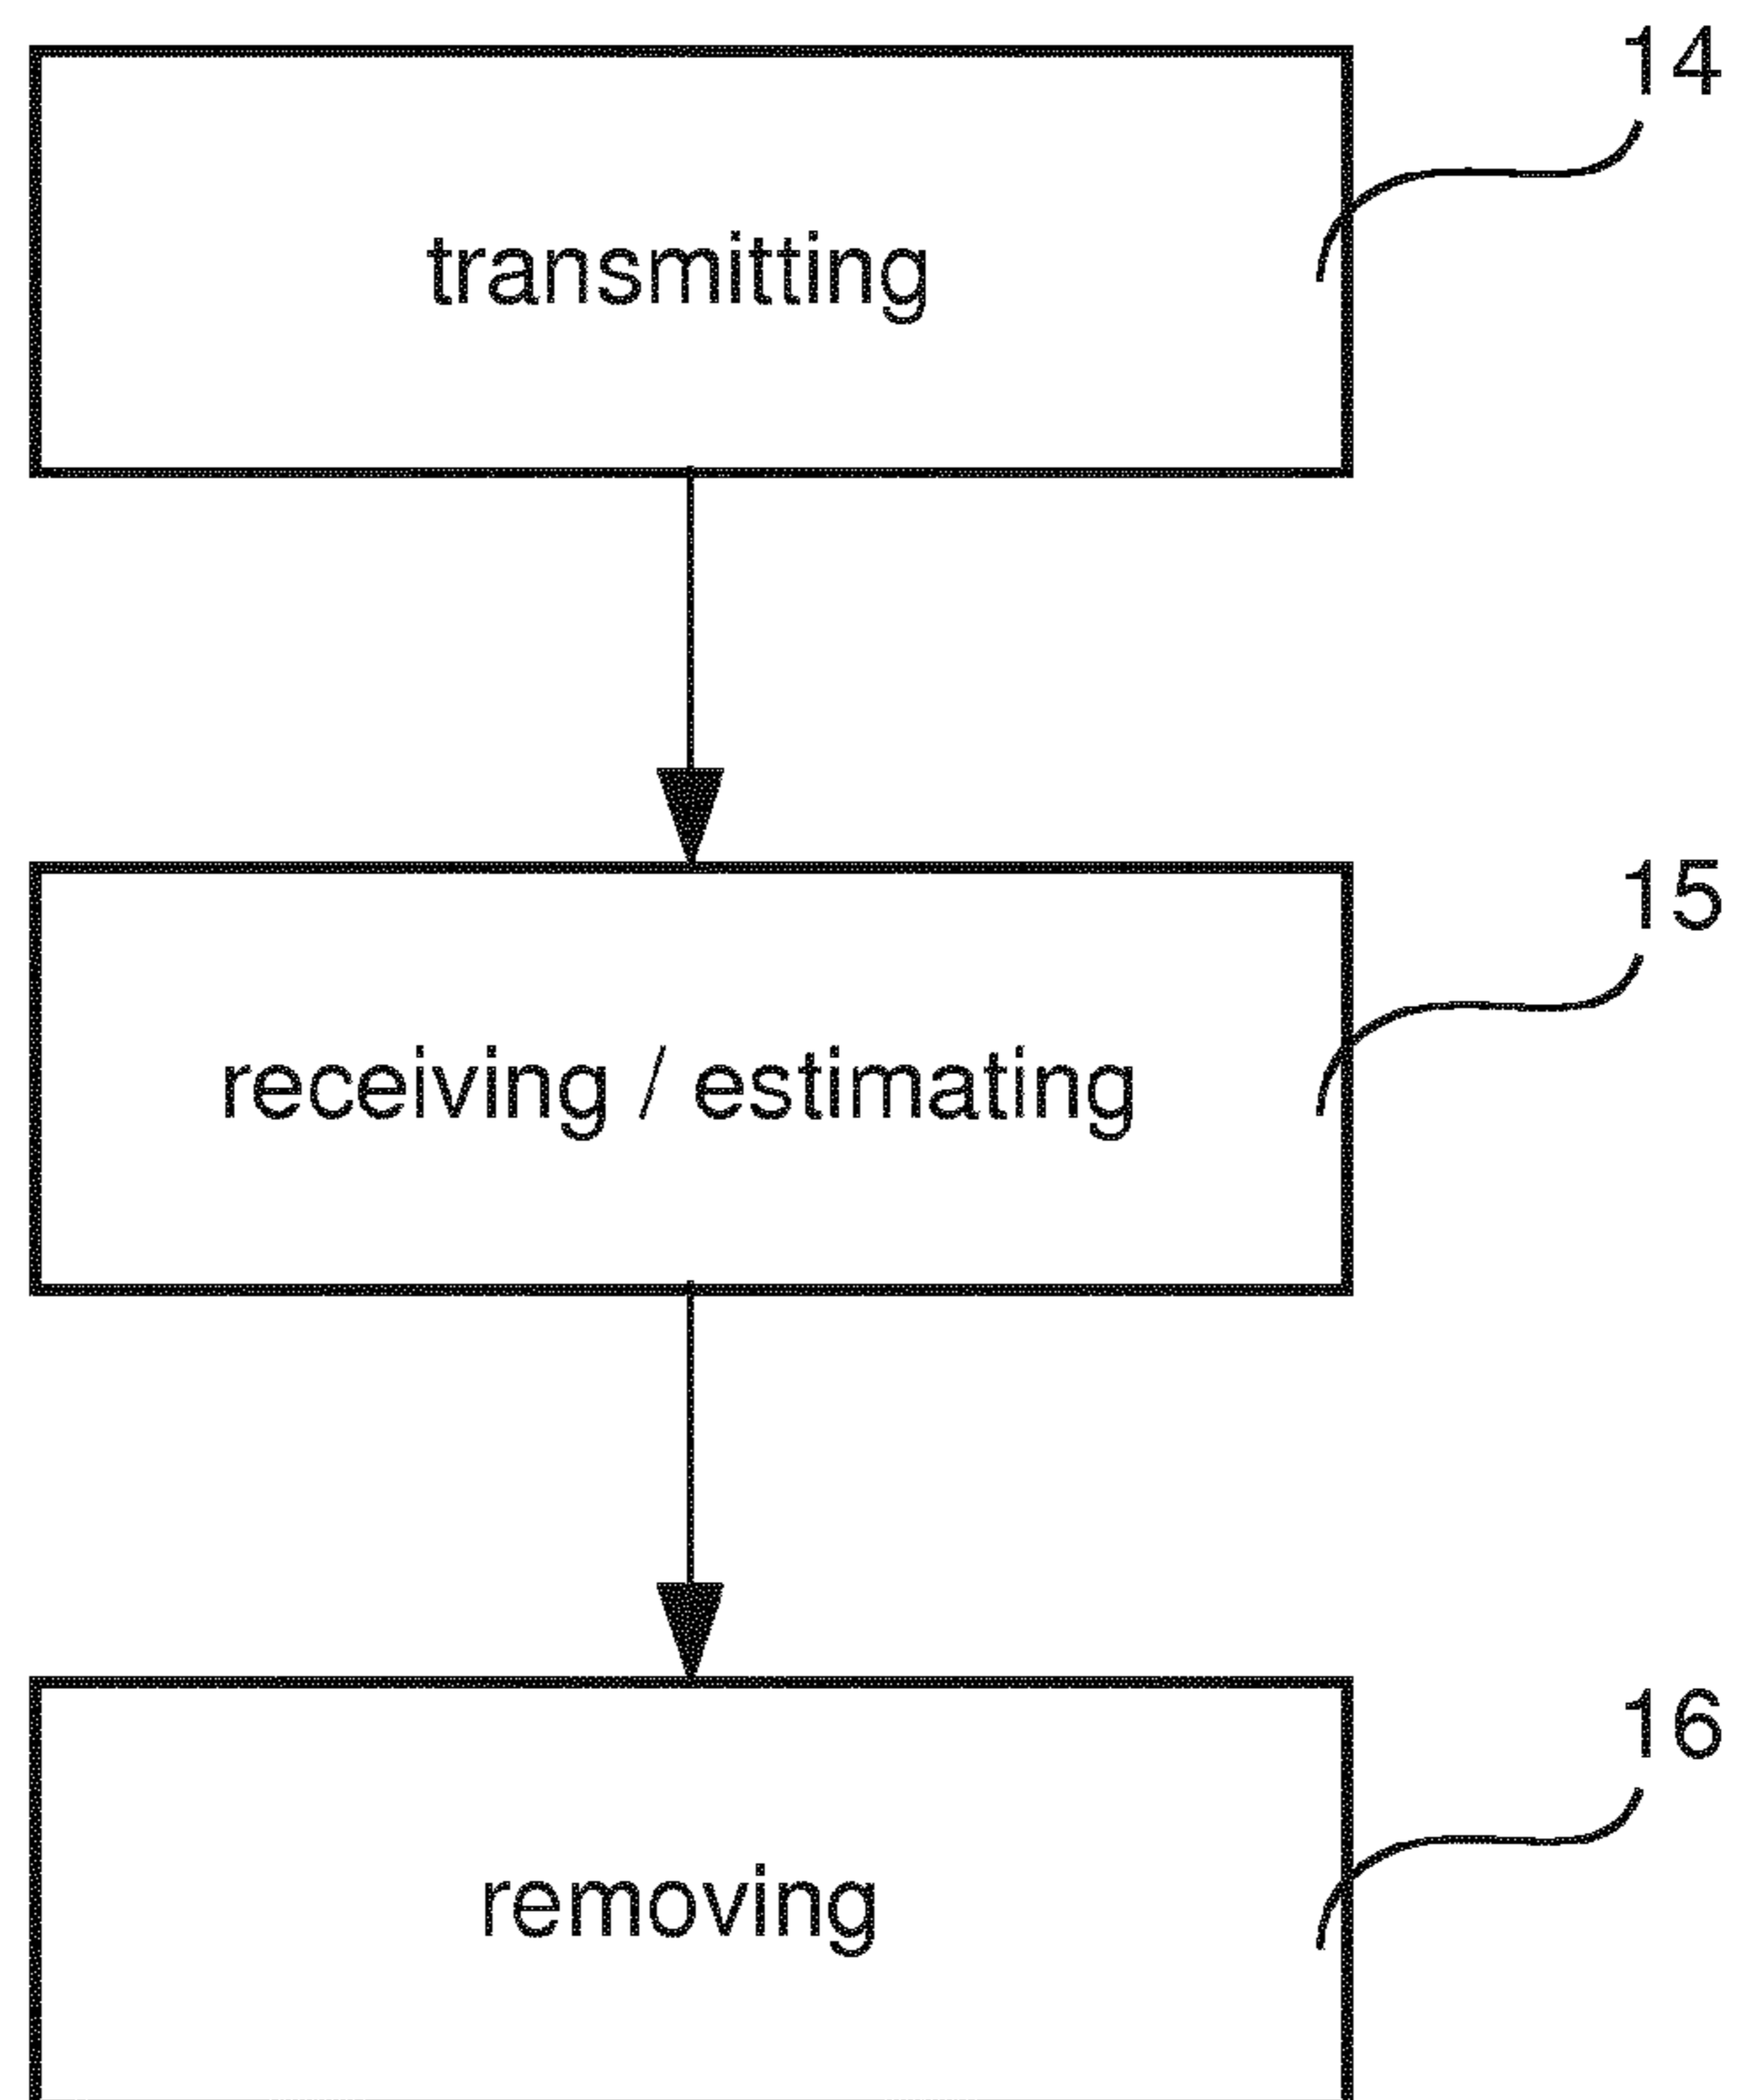 14
transmitting
15
receiving / estimating
16
removing